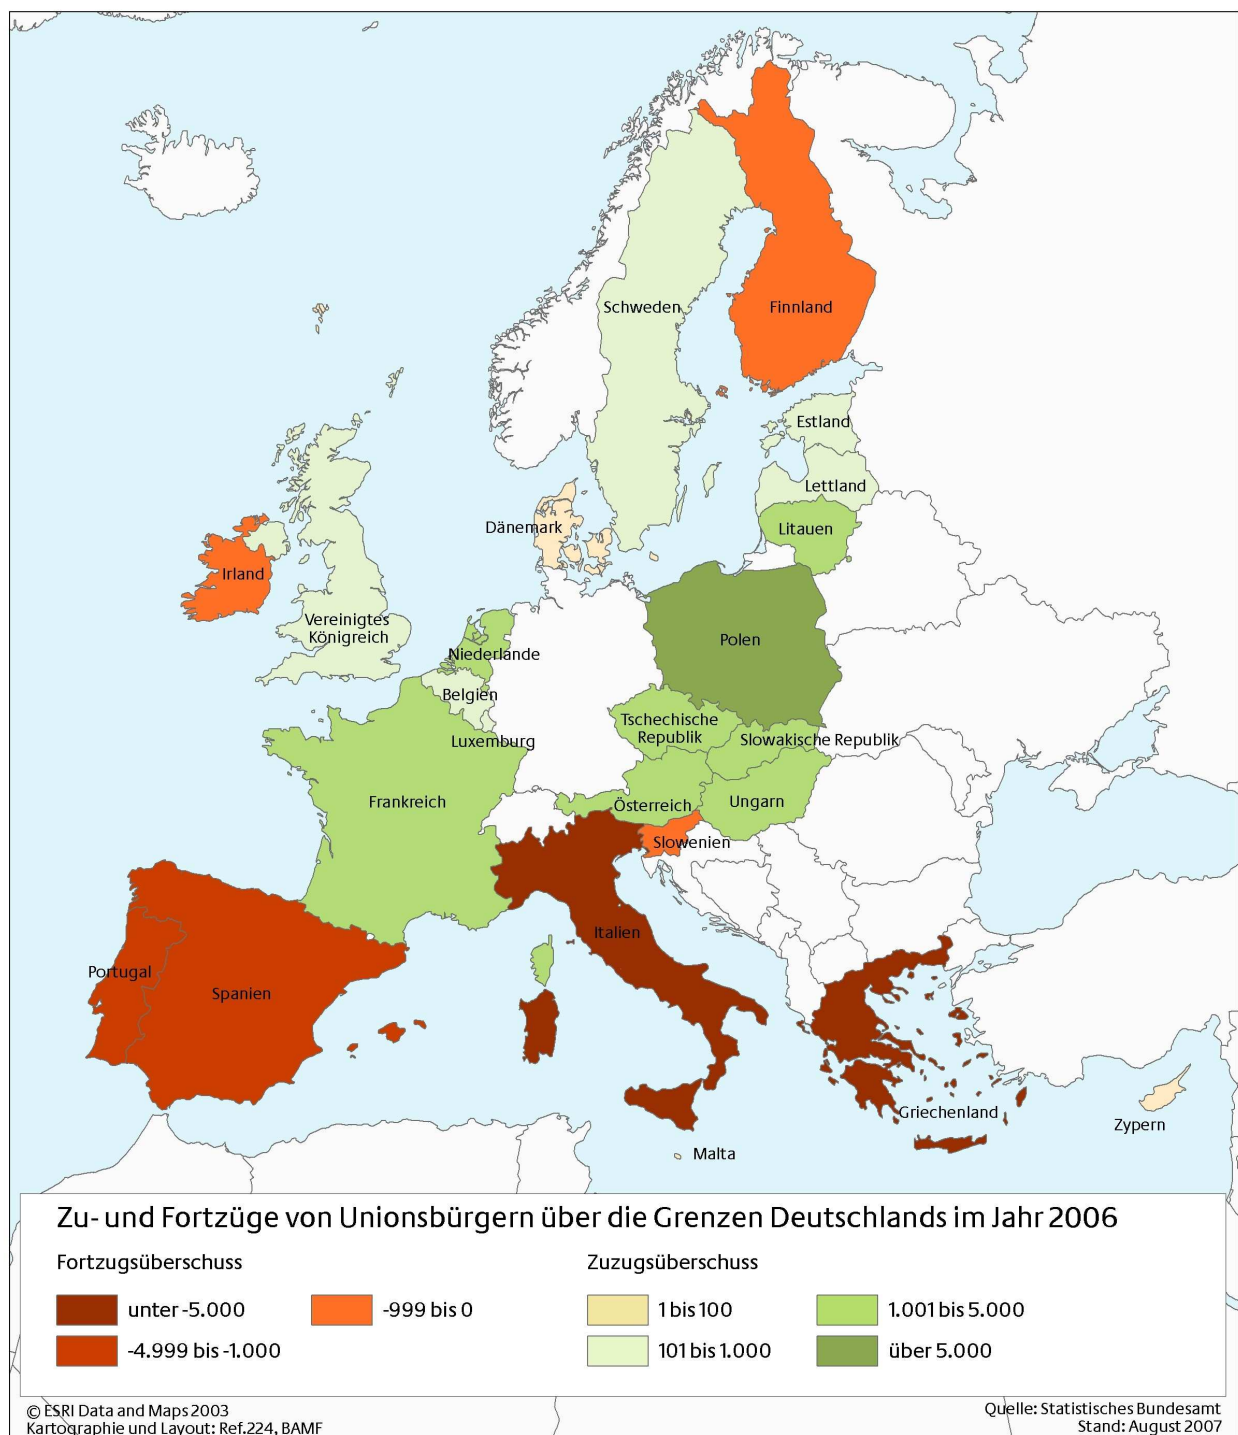 Schweden
Finnland
Estland
Lettland
Dänemark
Litauen
Irland
Vereinigtes
Königreich
Polen
Niederlande
Belgien
Tschechische
Republik
Luxemburg
Slowakische Republik
Frankreich
Österreich
Ungarn
Slowenien
Italien
Portugal
Spanien
Griechenland
Zypern
Malta
Zu- und Fortzüge von Unionsbürgern über die Grenzen Deutschlands im Jahr 2006
Fortzugsüberschuss
unter -5.000
-999 bis 0
-4.999 bis -1.000
Zuzugsüberschuss
1 bis 100
1.001 bis 5.000
101 bis 1.000
über 5.000
© ESRI Data and Maps 2003
Kartographie und Layout: Ref.224, BAMF
Quelle: Statistisches Bundesamt
Stand: August 2007